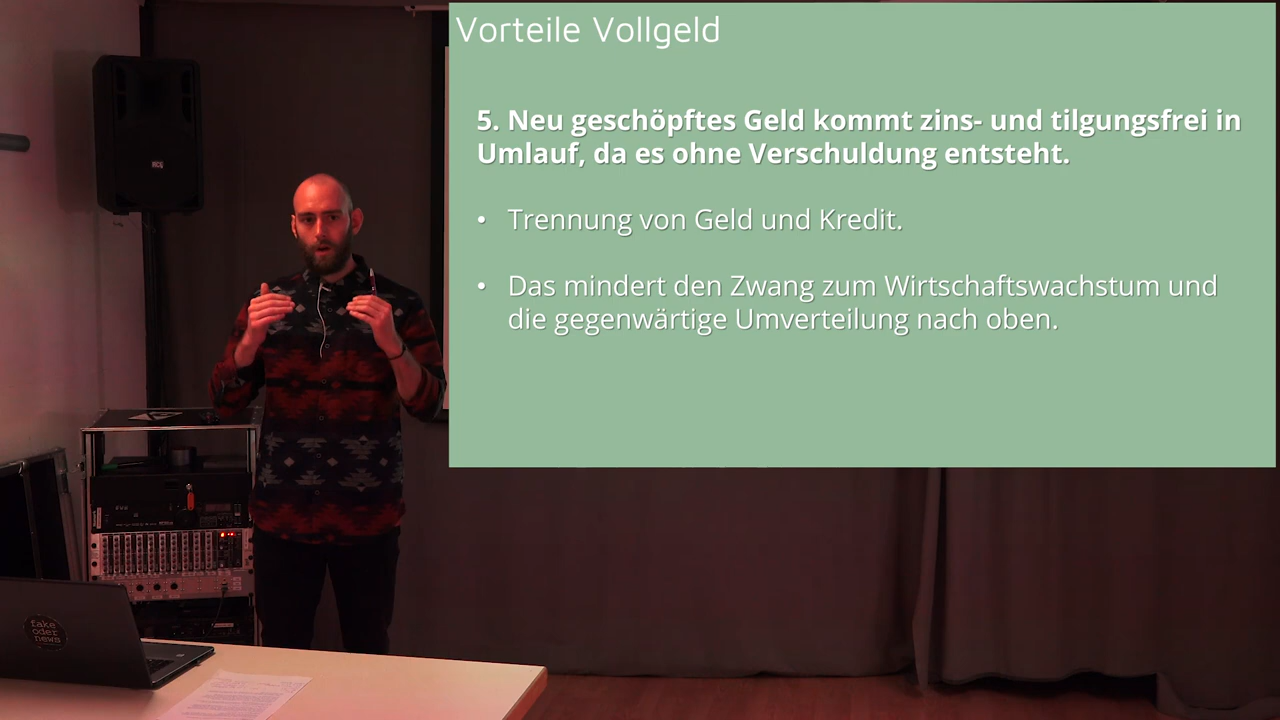 Vorteile Vollgeld
5. Neu geschöpftes Geld kommt zins- und tilgungsfrei in
Umlauf, da es ohne Verschuldung entsteht.
• Trennung von Geld und Kredit.
• Das mindert den Zwang zum Wirtschaftswachstum und
die gegenwärtige Umverteilung nach oben.
fake
oder
news